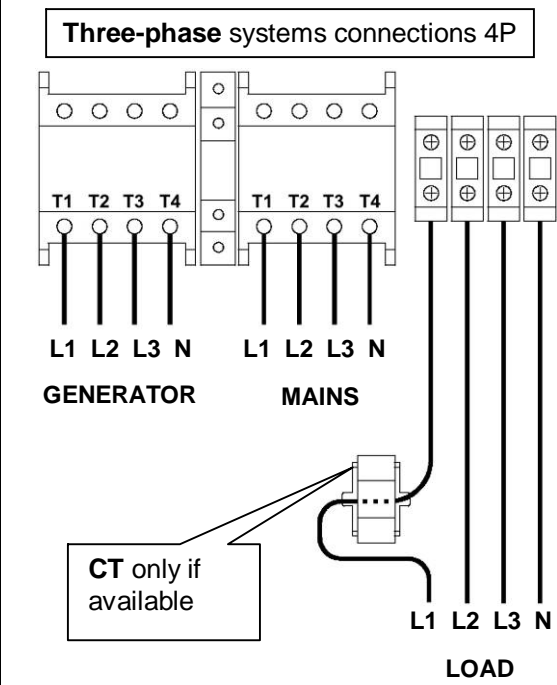 Three-phase systems connections 4P
T1 T2 T3 T4
T1 T2 T3 T4
L1 L2 L3 N
L1 L2 L3 N
GENERATOR
MAINS
CT only if
available
L1 L2 L3 N
LOAD